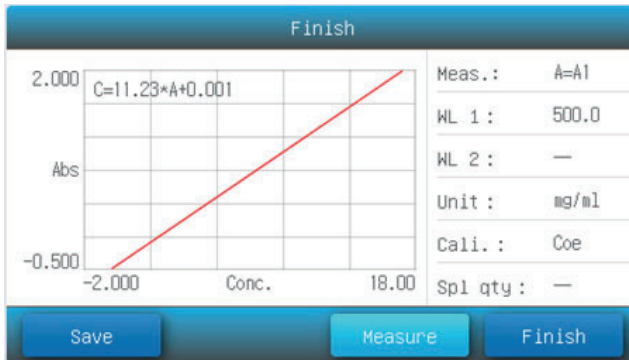 Finish
2.000
C=11.23*A+0.001
Abs
-0.500
-2.000 Conc. 18.00
Meas.: A=A1
WL 1: 500.0
WL 2: —
Unit: mg/ml
Cali.: Coe
Spl qty: —
Save Measure Finish